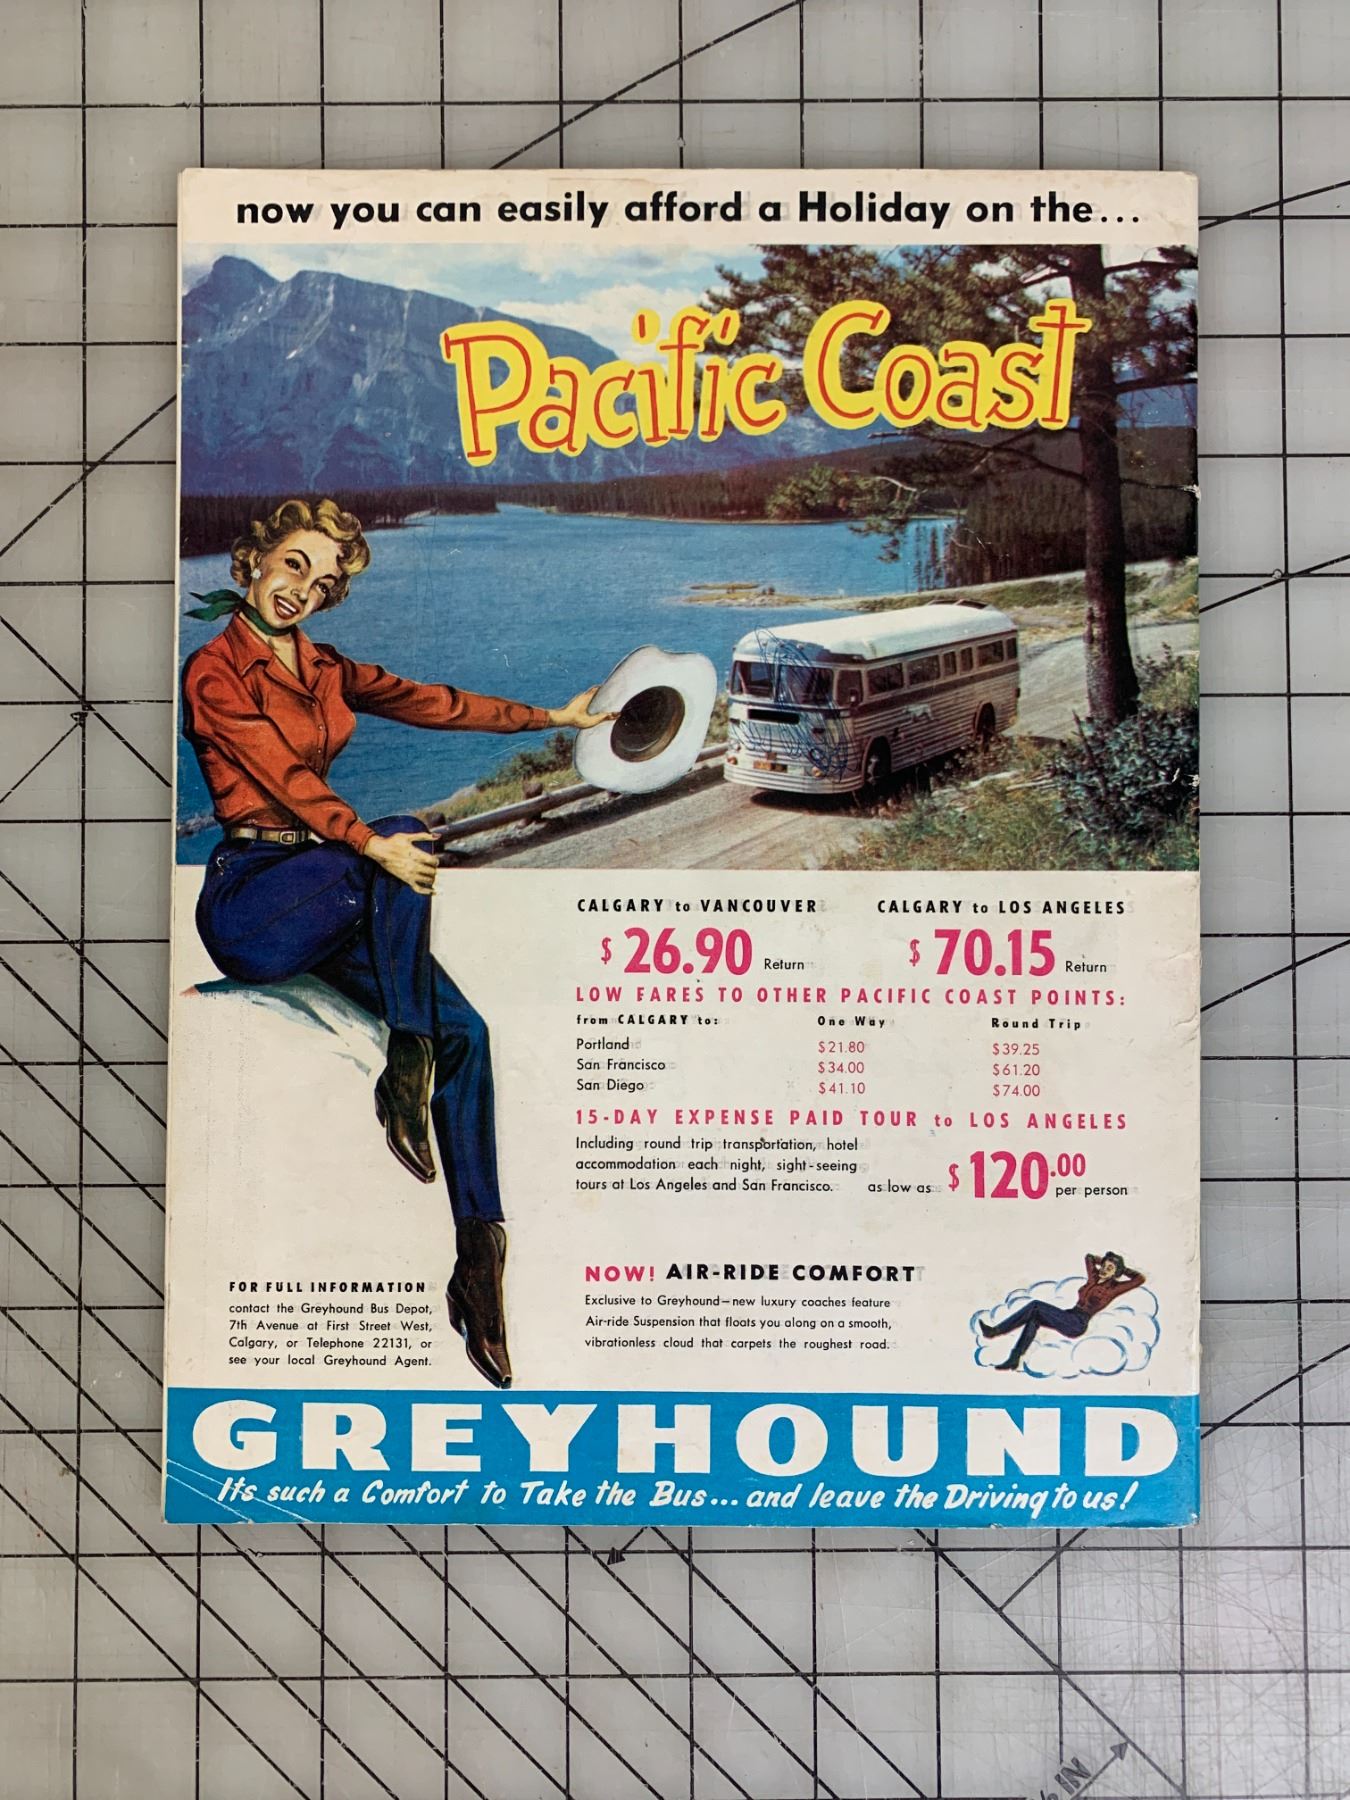 now you can easily afford a Holiday on the...
Pacific Coast
CALGARY to VANCOUVER
$ 26.90 Return
CALGARY to LOS ANGELES
$ 70.15 Return
LOW FARES TO OTHER PACIFIC COAST POINTS:
from CALGARY to: One Way Round Trip
Portland $21.80 $39.25
San Francisco $34.00 $61.20
San Diego $41.10 $74.00
15-DAY EXPENSE PAID TOUR to LOS ANGELES
Including round trip transportation, hotel
accommodation each night, sight-seeing
tours at Los Angeles and San Francisco.
as low as $120.00 per person
NOW! AIR-RIDE COMFORT
Exclusive to Greyhound—new luxury coaches feature
Air-ride Suspension that floats you along on a smooth,
vibrationless cloud that carpets the roughest road.
FOR FULL INFORMATION
contact the Greyhound Bus Depot,
7th Avenue at First Street West,
Calgary, or Telephone 22131, or
see your local Greyhound Agent.
GREYHOUND
It's such a Comfort to Take the Bus... and leave the Driving to us!
IN